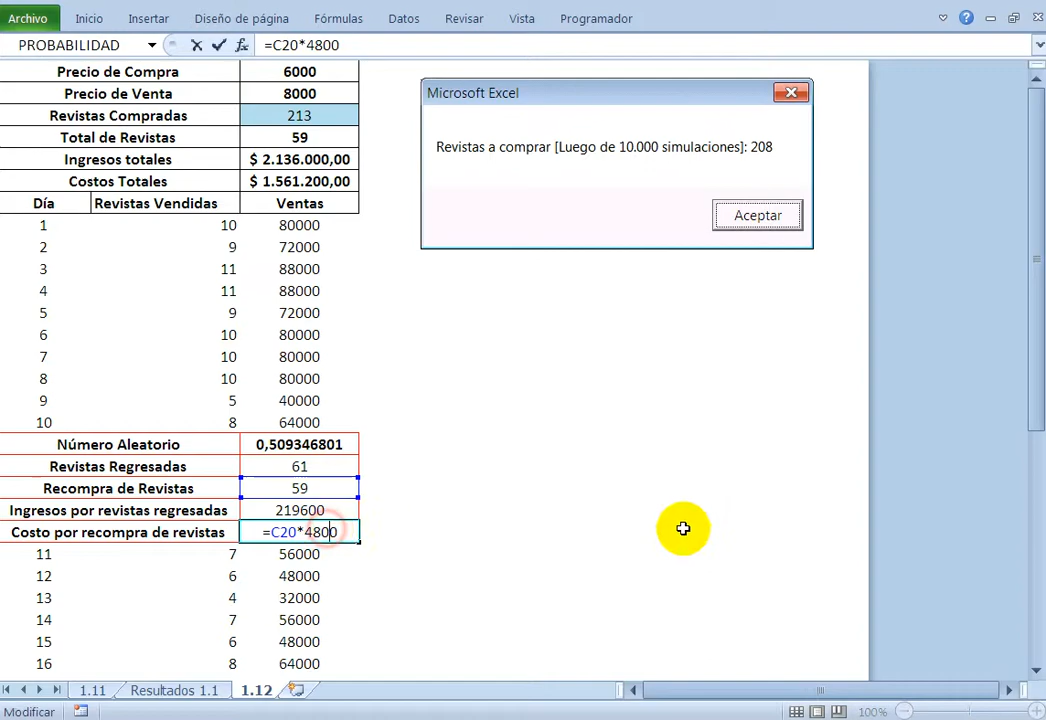 Archivo Inicio Insertar Diseño de página Fórmulas Datos Revisar Vista Programador
PROBABILIDAD fx =C20*4800
Precio de Compra 6000
Precio de Venta 8000
Revistas Compradas 213
Total de Revistas 59
Ingresos totales $ 2.136.000,00
Costos Totales $ 1.561.200,00
Día Revistas Vendidas Ventas
1 10 80000
2 9 72000
3 11 88000
4 11 88000
5 9 72000
6 10 80000
7 10 80000
8 10 80000
9 5 40000
10 8 64000
Número Aleatorio 0,509346801
Revistas Regresadas 61
Recompra de Revistas 59
Ingresos por revistas regresadas 219600
Costo por recompra de revistas =C20*4800
11 7 56000
12 6 48000
13 4 32000
14 7 56000
15 6 48000
16 8 64000
Microsoft Excel
Revistas a comprar [Luego de 10.000 simulaciones]: 208
Aceptar
1.11 Resultados 1.1 1.12
Modificar 100%